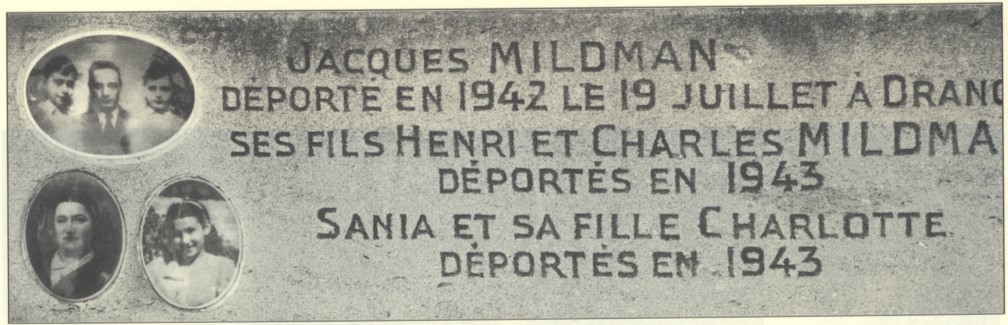 JACQUES MILDMAN
DÉPORTÉ EN 1942 LE 19 JUILLET À DRANC
SES FILS HENRI ET CHARLES MILDMA
DÉPORTÉS EN 1943
SANIA ET SA FILLE CHARLOTTE
DÉPORTÉS EN 1943